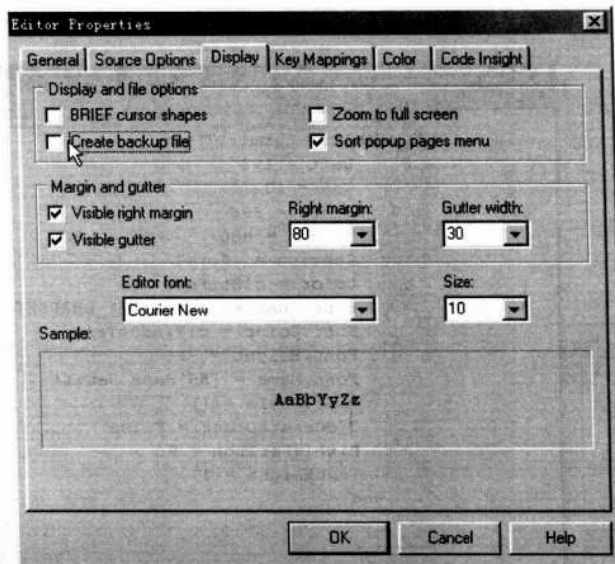 Editor Properties
General Source Options Display Key Mappings Color Code Insight
Display and file options
BRIEF cursor shapes Zoom to full screen
Create backup file Sort popup pages menu
Margin and gutter
Visible right margin Right margin: Gutter width:
Visible gutter 80 30
Editor font: Size:
Courier New 10
Sample:
AaBbYyZz
OK Cancel Help